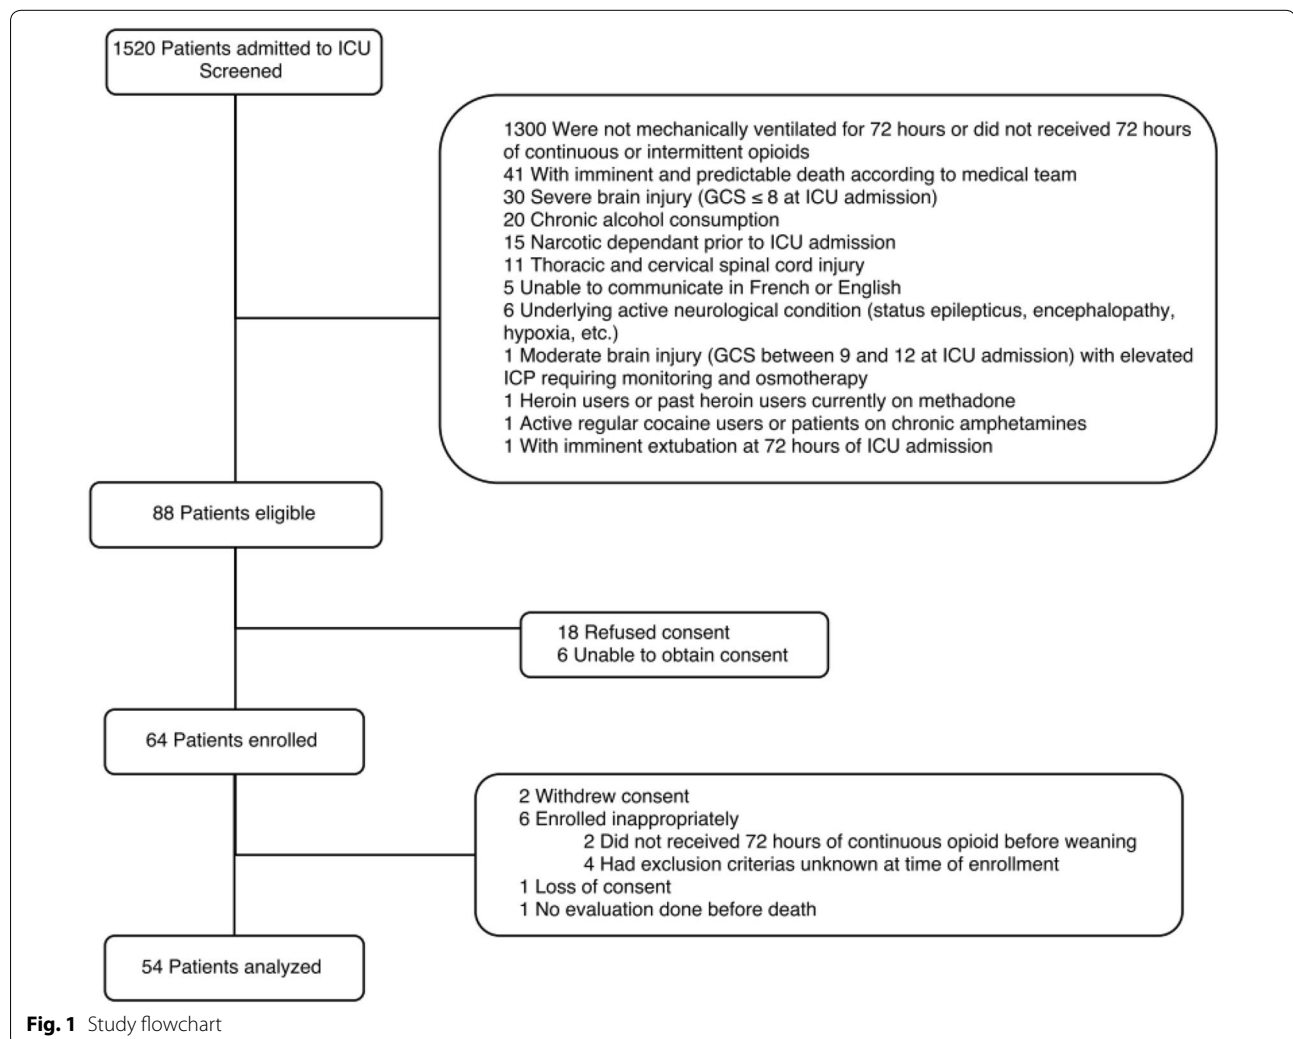 1520 Patients admitted to ICU
Screened
1300 Were not mechanically ventilated for 72 hours or did not received 72 hours
of continuous or intermittent opioids
41 With imminent and predictable death according to medical team
30 Severe brain injury (GCS ≤ 8 at ICU admission)
20 Chronic alcohol consumption
15 Narcotic dependant prior to ICU admission
11 Thoracic and cervical spinal cord injury
5 Unable to communicate in French or English
6 Underlying active neurological condition (status epilepticus, encephalopathy,
hypoxia, etc.)
1 Moderate brain injury (GCS between 9 and 12 at ICU admission) with elevated
ICP requiring monitoring and osmotherapy
1 Heroin users or past heroin users currently on methadone
1 Active regular cocaine users or patients on chronic amphetamines
1 With imminent extubation at 72 hours of ICU admission
88 Patients eligible
18 Refused consent
6 Unable to obtain consent
64 Patients enrolled
2 Withdrew consent
6 Enrolled inappropriately
2 Did not received 72 hours of continuous opioid before weaning
4 Had exclusion criterias unknown at time of enrollment
1 Loss of consent
1 No evaluation done before death
54 Patients analyzed
Fig. 1 Study flowchart